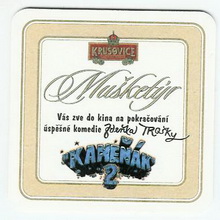 KRUŠOVICE
Mušketýr
Vás zve do kina na pokračování
úspěšné komedie Zdeňka Trošky
KAMEŇÁK
2